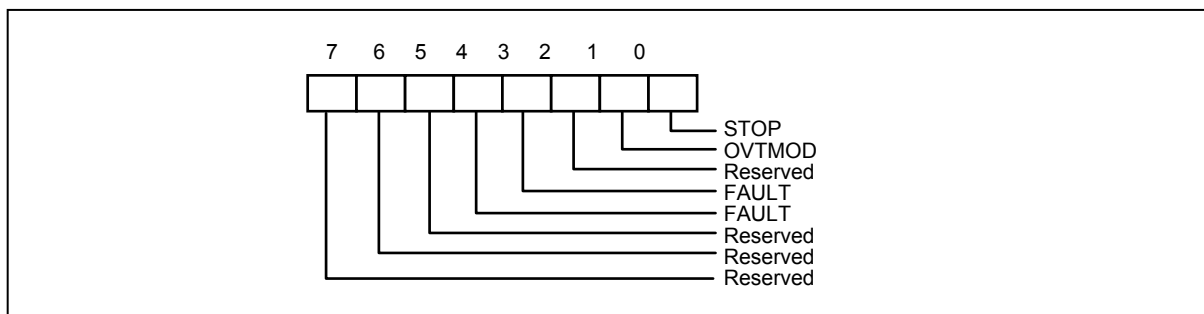 7 6 5 4 3 2 1 0
STOP
OVTMOD
Reserved
FAULT
FAULT
Reserved
Reserved
Reserved